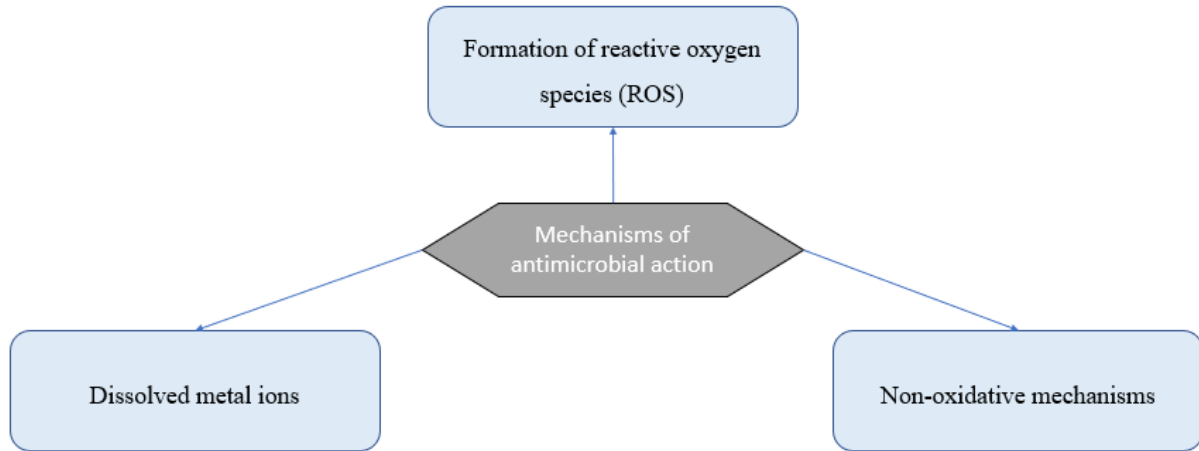 Formation of reactive oxygen
species (ROS)
Mechanisms of
antimicrobial action
Dissolved metal ions
Non-oxidative mechanisms